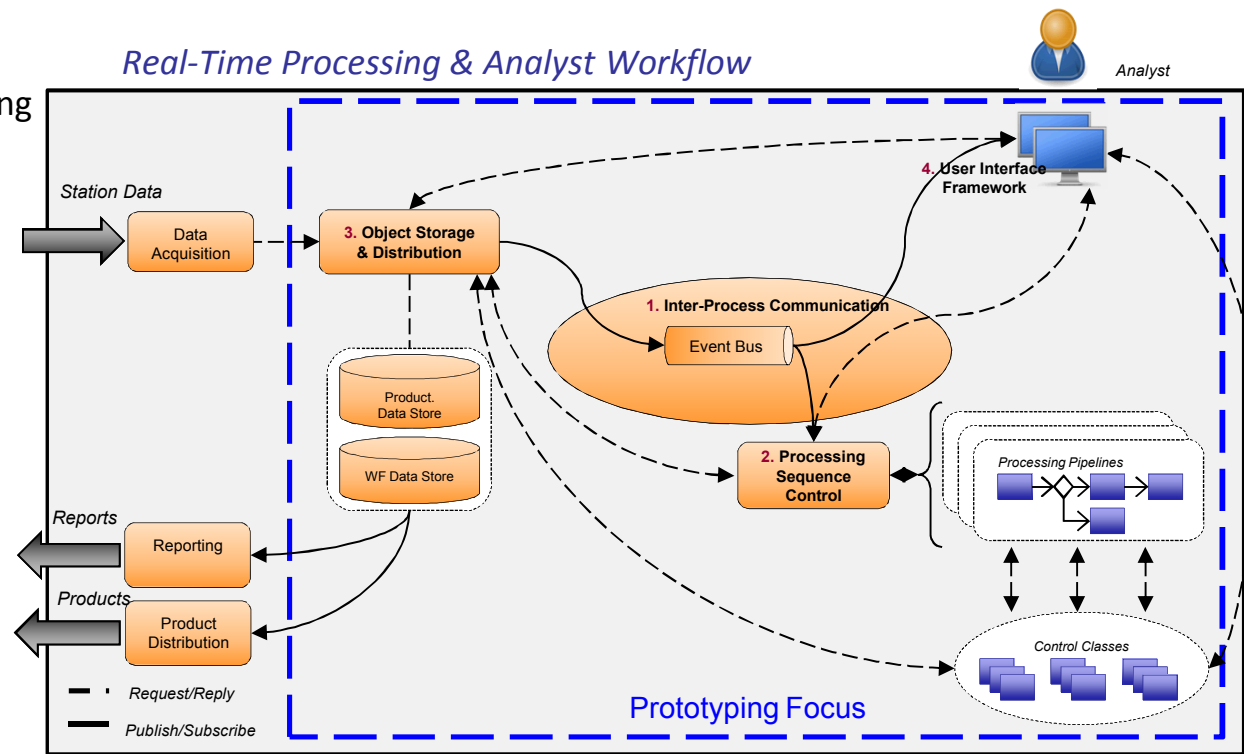 Real-Time Processing & Analyst Workflow
Analyst
ing
Station Data
Data
Acquisition
3. Object Storage
& Distribution
4. User Interface
Framework
1. Inter-Process Communication
Event Bus
Product.
Data Store
WF Data Store
2. Processing
Sequence
Control
Processing Pipelines
Reports
Reporting
Products
Product
Distribution
Control Classes
Request/Reply
Publish/Subscribe
Prototyping Focus